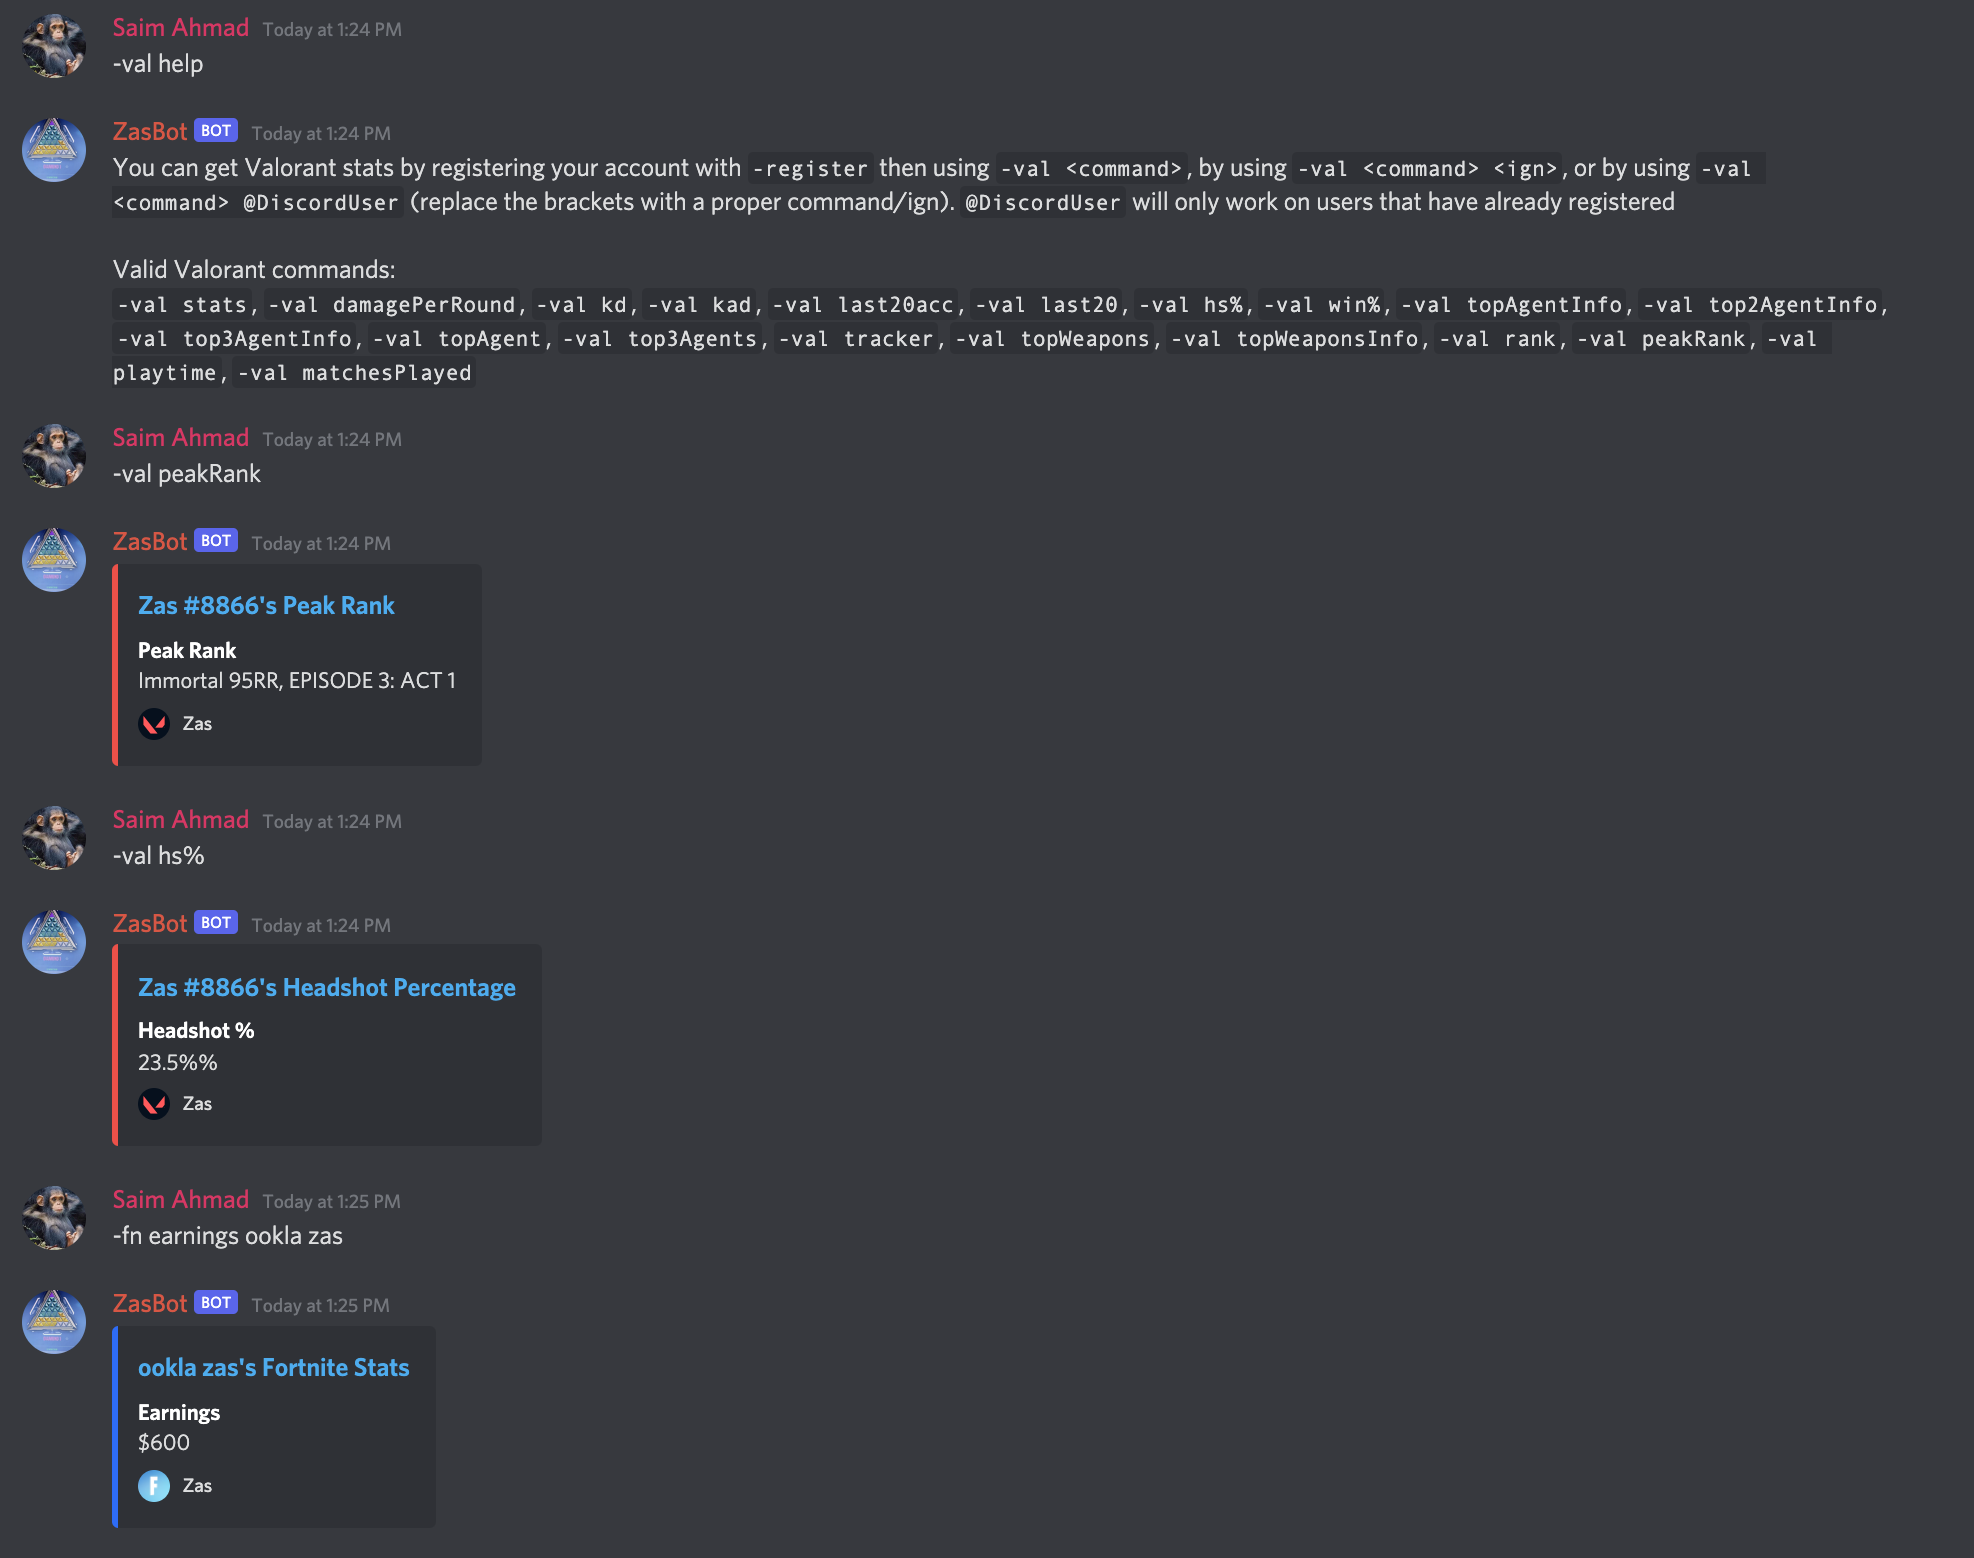 Saim Ahmad Today at 1:24 PM
-val help
ZasBot BOT Today at 1:24 PM
You can get Valorant stats by registering your account with -register then using -val <command>, by using -val <command> <ign>, or by using -val
<command> @DiscordUser (replace the brackets with a proper command/ign). @DiscordUser will only work on users that have already registered
Valid Valorant commands:
-val stats, -val damagePerRound, -val kd, -val kad, -val last20acc, -val last20, -val hs%, -val win%, -val topAgentInfo, -val top2AgentInfo,
-val top3AgentInfo, -val topAgent, -val top3Agents, -val tracker, -val topWeapons, -val topWeaponsInfo, -val rank, -val peakRank, -val
playtime, -val matchesPlayed
Saim Ahmad Today at 1:24 PM
-val peakRank
ZasBot BOT Today at 1:24 PM
Zas #8866's Peak Rank
Peak Rank
Immortal 95RR, EPISODE 3: ACT 1
Zas
Saim Ahmad Today at 1:24 PM
-val hs%
ZasBot BOT Today at 1:24 PM
Zas #8866's Headshot Percentage
Headshot %
23.5%%
Zas
Saim Ahmad Today at 1:25 PM
-fn earnings ookla zas
ZasBot BOT Today at 1:25 PM
ookla zas's Fortnite Stats
Earnings
$600
F Zas